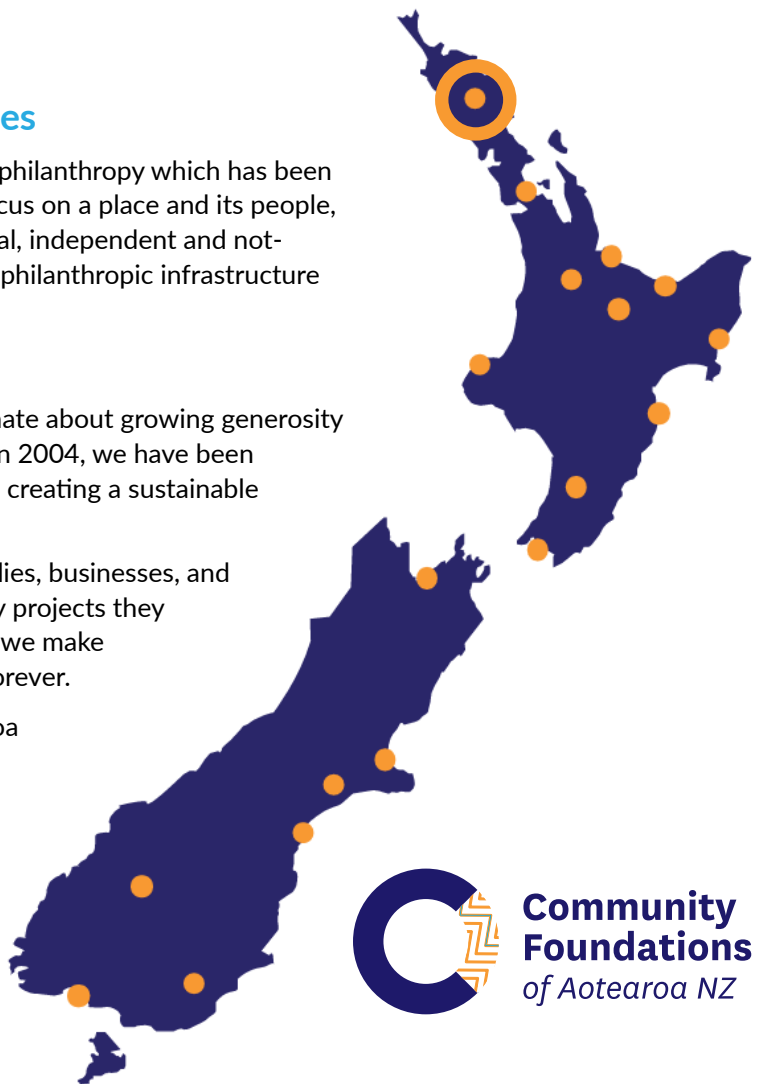 es
philanthropy which has been
cus on a place and its people,
al, independent and not-
philanthropic infrastructure
ate about growing generosity
n 2004, we have been
creating a sustainable
lies, businesses, and
y projects they
we make
orever.
pa
Community
Foundations
of Aotearoa NZ